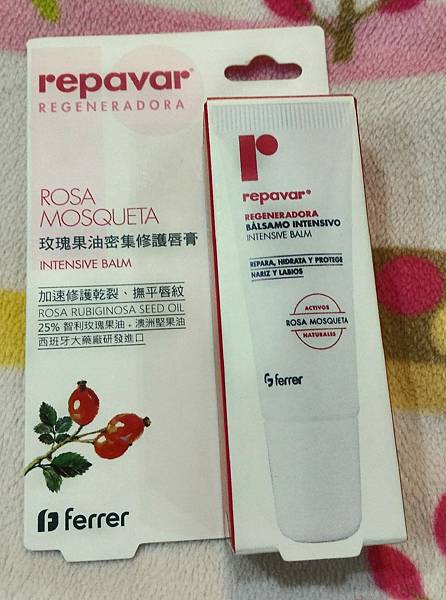 repavar®
REGENERADORA
ROSA
MOSQUETA
玫瑰果油密集修護唇膏
INTENSIVE BALM
加速修護乾裂、撫平唇紋
ROSA RUBIGINOSA SEED OIL
25% 智利玫瑰果油，澳洲堅果油
西班牙大藥廠研發進口
ferrer
r
repavar®
REGENERADORA
BÁLSAMO INTENSIVO
INTENSIVE BALM
REPARA, HIDRATA Y PROTEGE
NARIZ Y LABIOS
ACTIVOS
ROSA MOSQUETA
NATURALES
ferrer